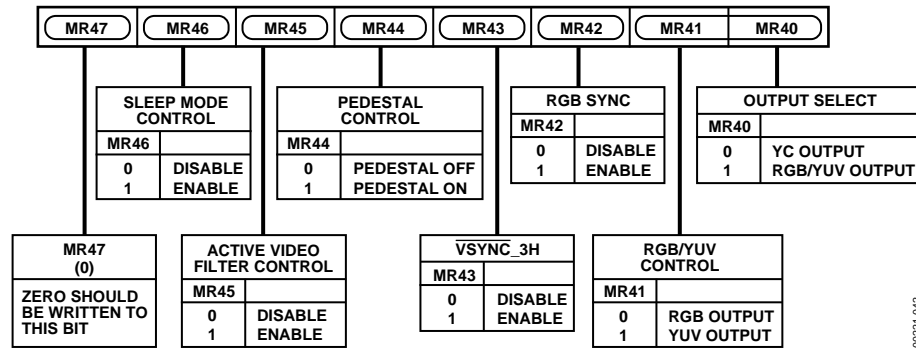 MR47 MR46 MR45 MR44 MR43 MR42 MR41 MR40
SLEEP MODE
CONTROL
MR46
0 DISABLE
1 ENABLE
PEDESTAL
CONTROL
MR44
0 PEDESTAL OFF
1 PEDESTAL ON
RGB SYNC
MR42
0 DISABLE
1 ENABLE
OUTPUT SELECT
MR40
0 YC OUTPUT
1 RGB/YUV OUTPUT
MR47
(0)
ZERO SHOULD
BE WRITTEN TO
THIS BIT
ACTIVE VIDEO
FILTER CONTROL
MR45
0 DISABLE
1 ENABLE
VSYNC_3H
MR43
0 DISABLE
1 ENABLE
RGB/YUV
CONTROL
MR41
0 RGB OUTPUT
1 YUV OUTPUT